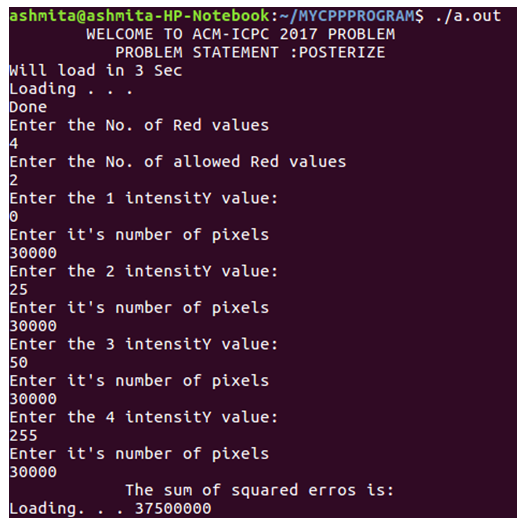 ashmita@ashmita-HP-Notebook:~/MYCPPPROGRAM$ ./a.out
WELCOME TO ACM-ICPC 2017 PROBLEM
PROBLEM STATEMENT :POSTERIZE
Will load in 3 Sec
Loading . . .
Done
Enter the No. of Red values
4
Enter the No. of allowed Red values
2
Enter the 1 intensitY value:
0
Enter it's number of pixels
30000
Enter the 2 intensitY value:
25
Enter it's number of pixels
30000
Enter the 3 intensitY value:
50
Enter it's number of pixels
30000
Enter the 4 intensitY value:
255
Enter it's number of pixels
30000
The sum of squared erros is:
Loading. . . 37500000